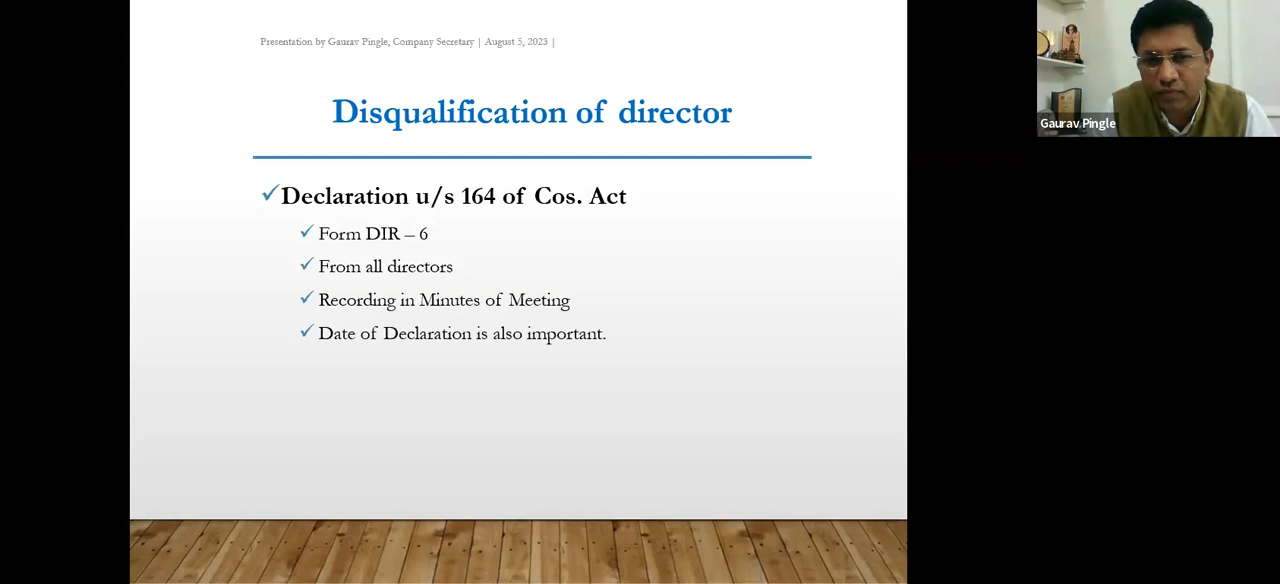 Presentation by Gaurav Pingle, Company Secretary | August 5, 2023 |
Disqualification of director
✓Declaration u/s 164 of Cos. Act
✓ Form DIR – 6
✓ From all directors
✓ Recording in Minutes of Meeting
✓ Date of Declaration is also important.
Gaurav Pingle